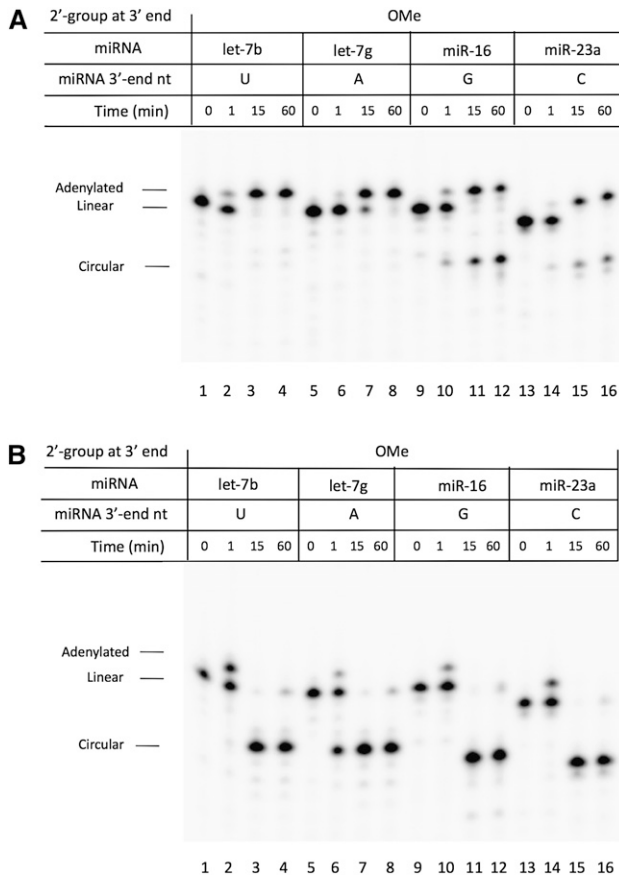 A
2’-group at 3’ end OMe
miRNA let-7b let-7g miR-16 miR-23a
miRNA 3’-end nt U A G C
Time (min) 0 1 15 60 0 1 15 60 0 1 15 60 0 1 15 60
Adenylated
Linear
Circular
1 2 3 4 5 6 7 8 9 10 11 12 13 14 15 16
B
2’-group at 3’ end OMe
miRNA let-7b let-7g miR-16 miR-23a
miRNA 3’-end nt U A G C
Time (min) 0 1 15 60 0 1 15 60 0 1 15 60 0 1 15 60
Adenylated
Linear
Circular
1 2 3 4 5 6 7 8 9 10 11 12 13 14 15 16